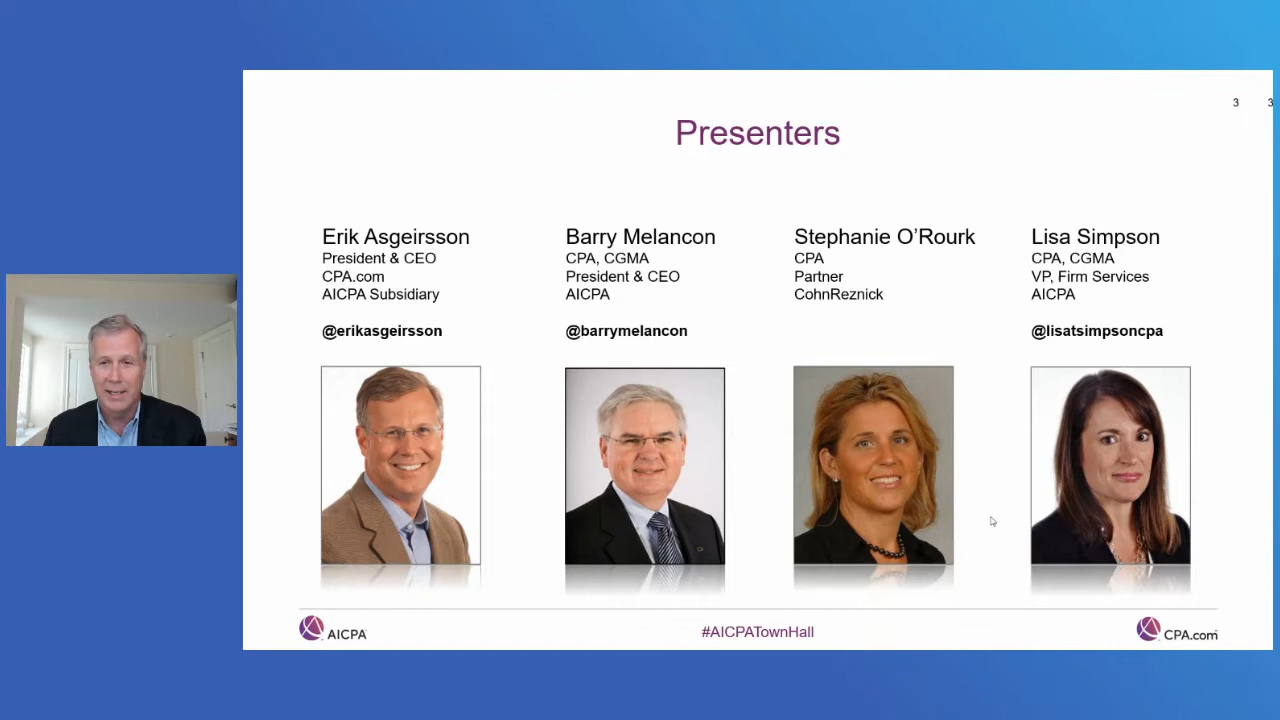 3 3
Presenters
Erik Asgeirsson
President & CEO
CPA.com
AICPA Subsidiary
@erikasgeirsson
Barry Melancon
CPA, CGMA
President & CEO
AICPA
@barrymelancon
Stephanie O’Rourk
CPA
Partner
CohnReznick
Lisa Simpson
CPA, CGMA
VP, Firm Services
AICPA
@lisatsimpsoncpa
AICPA
#AICPATownHall
CPA.com